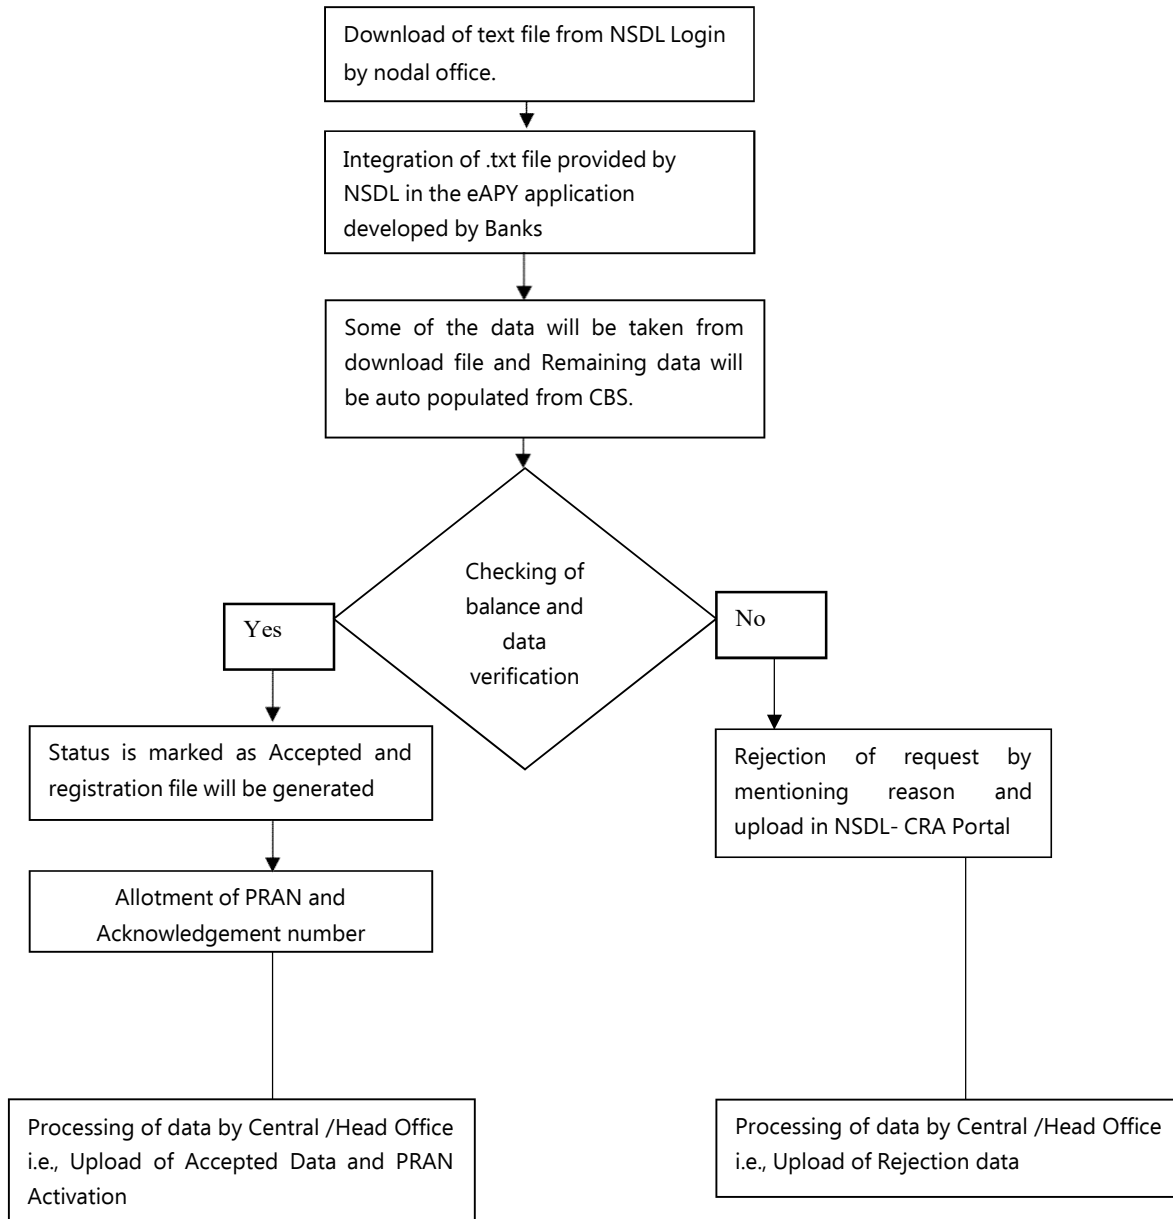 Download of text file from NSDL Login
by nodal office.
Integration of .txt file provided by
NSDL in the eAPY application
developed by Banks
Some of the data will be taken from
download file and Remaining data will
be auto populated from CBS.
Checking of
balance and
data
verification
Yes
No
Status is marked as Accepted and
registration file will be generated
Rejection of request by
mentioning reason and
upload in NSDL- CRA Portal
Allotment of PRAN and
Acknowledgement number
Processing of data by Central /Head Office
i.e., Upload of Accepted Data and PRAN
Activation
Processing of data by Central /Head Office
i.e., Upload of Rejection data